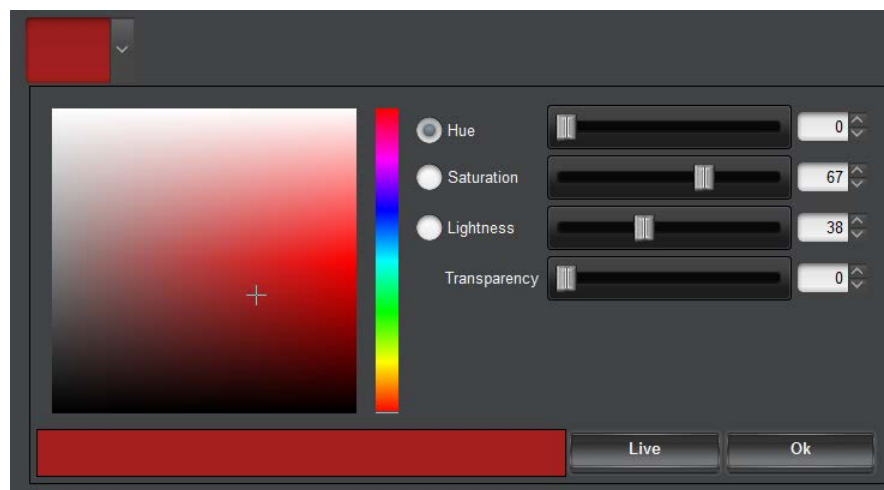 Hue 0
Saturation 67
Lightness 38
Transparency 0
Live Ok